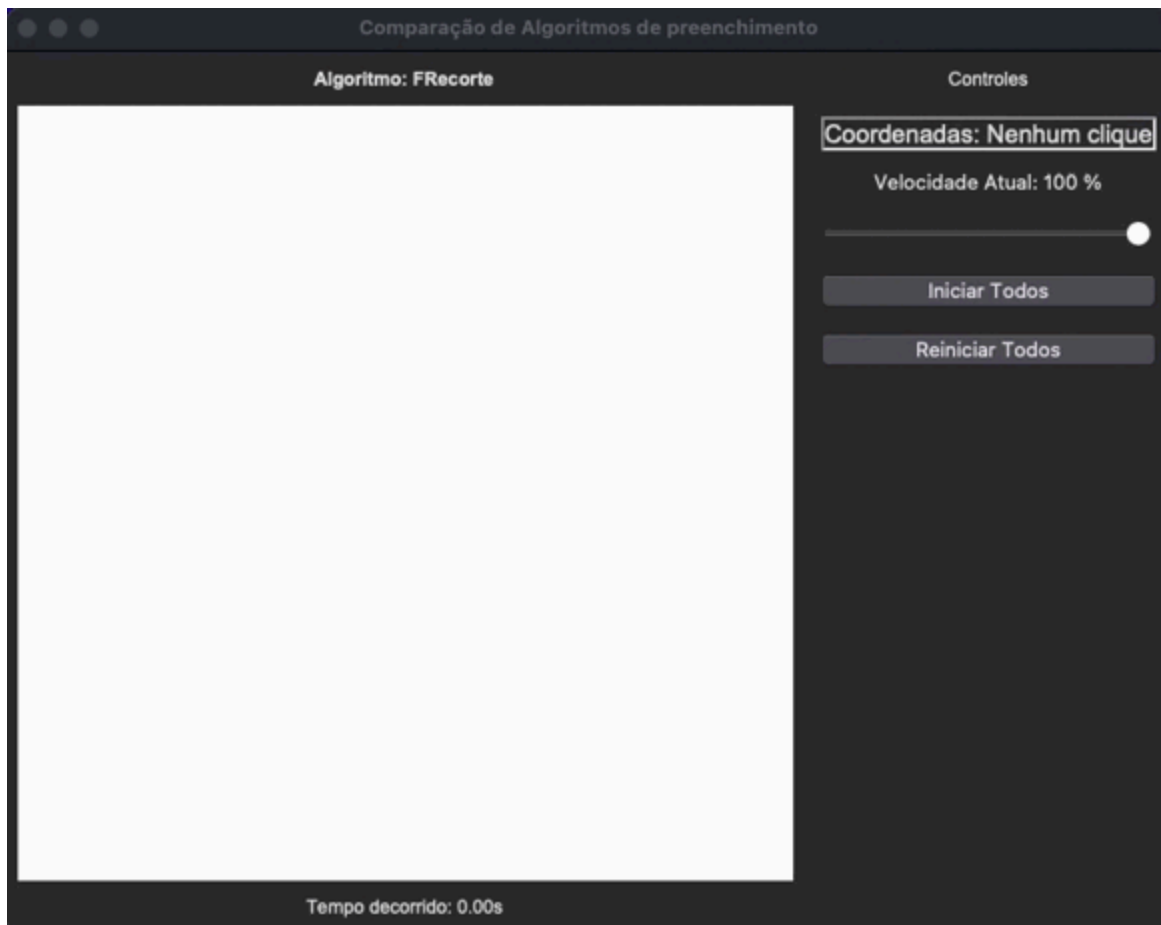 Comparação de Algoritmos de preenchimento
Algoritmo: FRecorte
Controles
Coordenadas: Nenhum clique
Velocidade Atual: 100 %
Iniciar Todos
Reiniciar Todos
Tempo decorrido: 0.00s